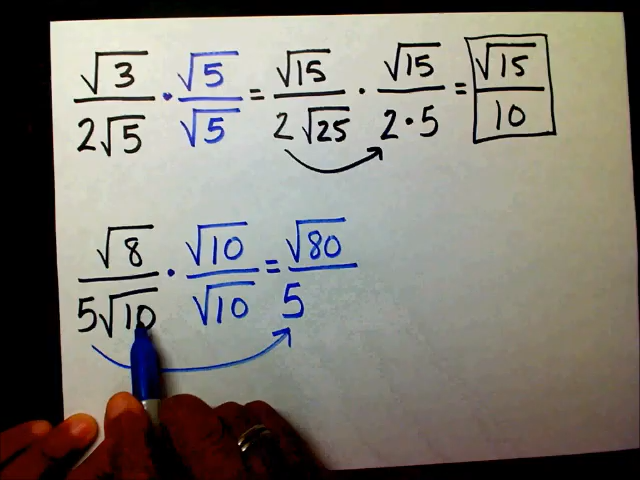 √3/2√5 · √5/√5 = √15/2√25 · √15/2·5 = √15/10
√8/5√10 · √10/√10 = √80/5